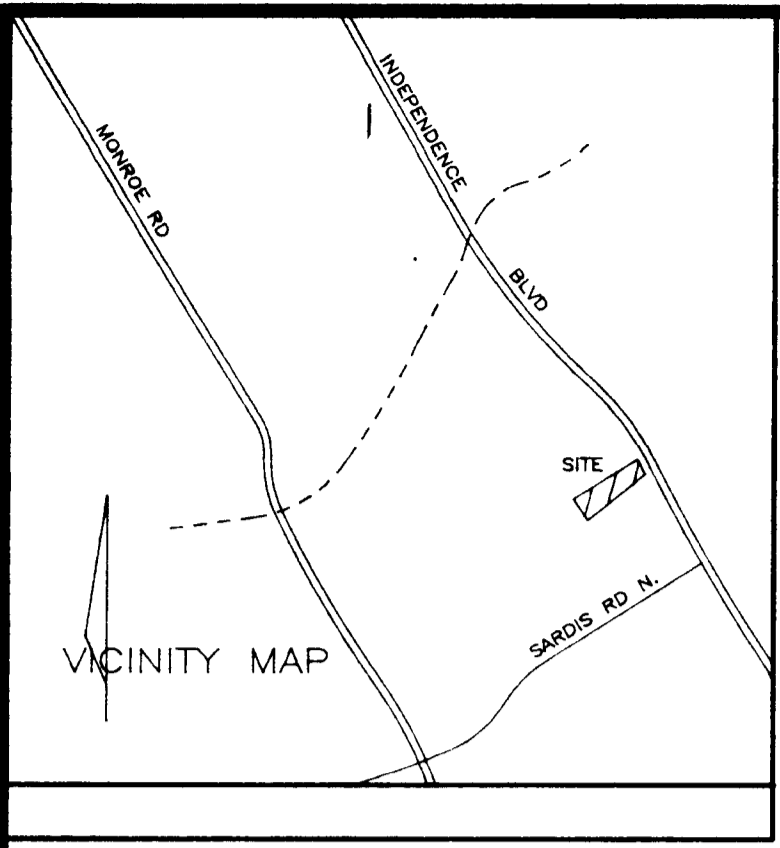 MONROE RD
INDEPENDENCE
BLVD
SITE
SARDIS RD N.
VICINITY MAP